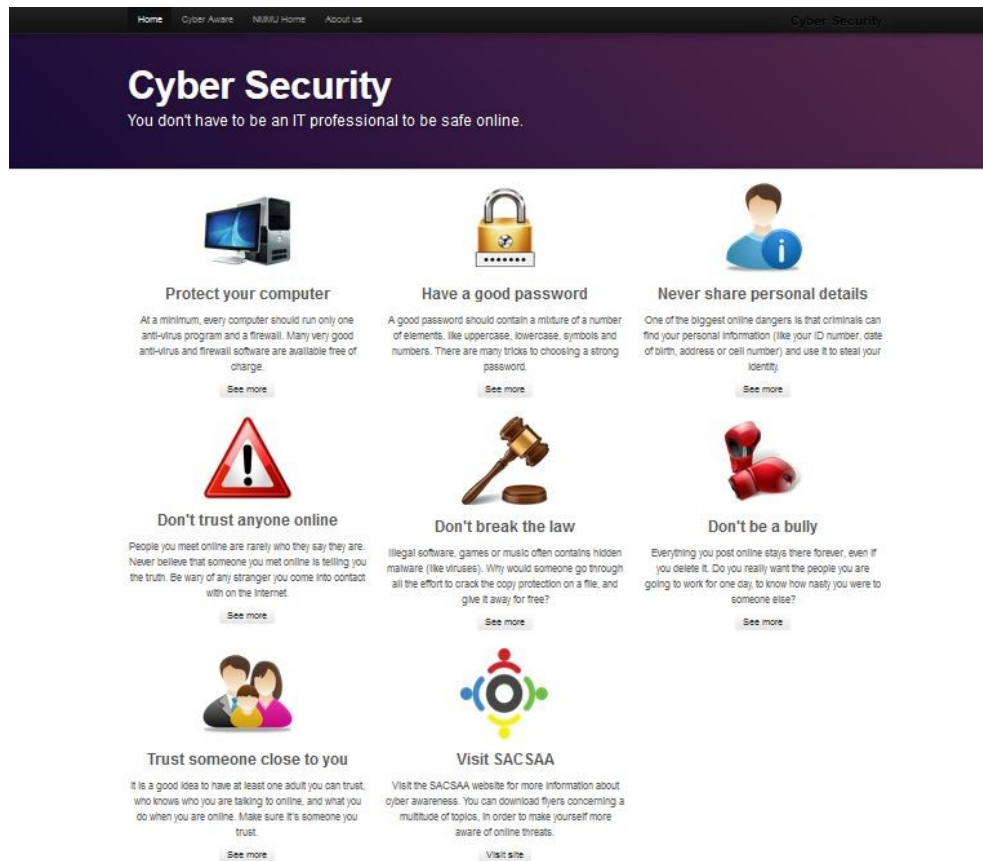 Home Cyber Aware NMMU Home About us Cyber Security
Cyber Security
You don't have to be an IT professional to be safe online.
Protect your computer
At a minimum, every computer should run only one
anti-virus program and a firewall. Many very good
anti-virus and firewall software are available free of
charge.
See more
Have a good password
A good password should contain a mixture of a number
of elements, like uppercase, lowercase, symbols and
numbers. There are many tricks to choosing a strong
password.
See more
Never share personal details
One of the biggest online dangers is that criminals can
find your personal information (like your ID number, date
of birth, address or cell number) and use it to steal your
identity.
See more
Don't trust anyone online
People you meet online are rarely who they say they are.
Never believe that someone you met online is telling you
the truth. Be wary of any stranger you come into contact
with on the Internet.
See more
Don't break the law
Illegal software, games or music often contains hidden
malware (like viruses). Why would someone go through
all the effort to crack the copy protection on a file, and
give it away for free?
See more
Don't be a bully
Everything you post online stays there forever, even if
you delete it. Do you really want the people you are
going to work for one day, to know how nasty you were to
someone else?
See more
Trust someone close to you
It is a good idea to have at least one adult you can trust,
who knows who you are talking to online, and what you
do when you are online. Make sure it's someone you
trust.
See more
Visit SACSAA
Visit the SACSAA website for more information about
cyber awareness. You can download flyers concerning a
multitude of topics, in order to make yourself more
aware of online threats.
Visit site